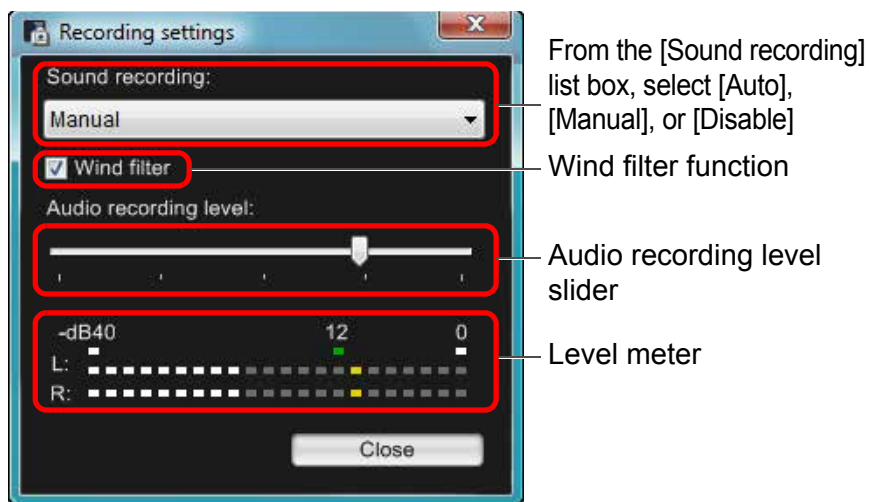 Recording settings
Sound recording:
Manual
Wind filter
Audio recording level:
-dB40 12 0
L:
R:
Close
From the [Sound recording]
list box, select [Auto],
[Manual], or [Disable]
Wind filter function
Audio recording level
slider
Level meter